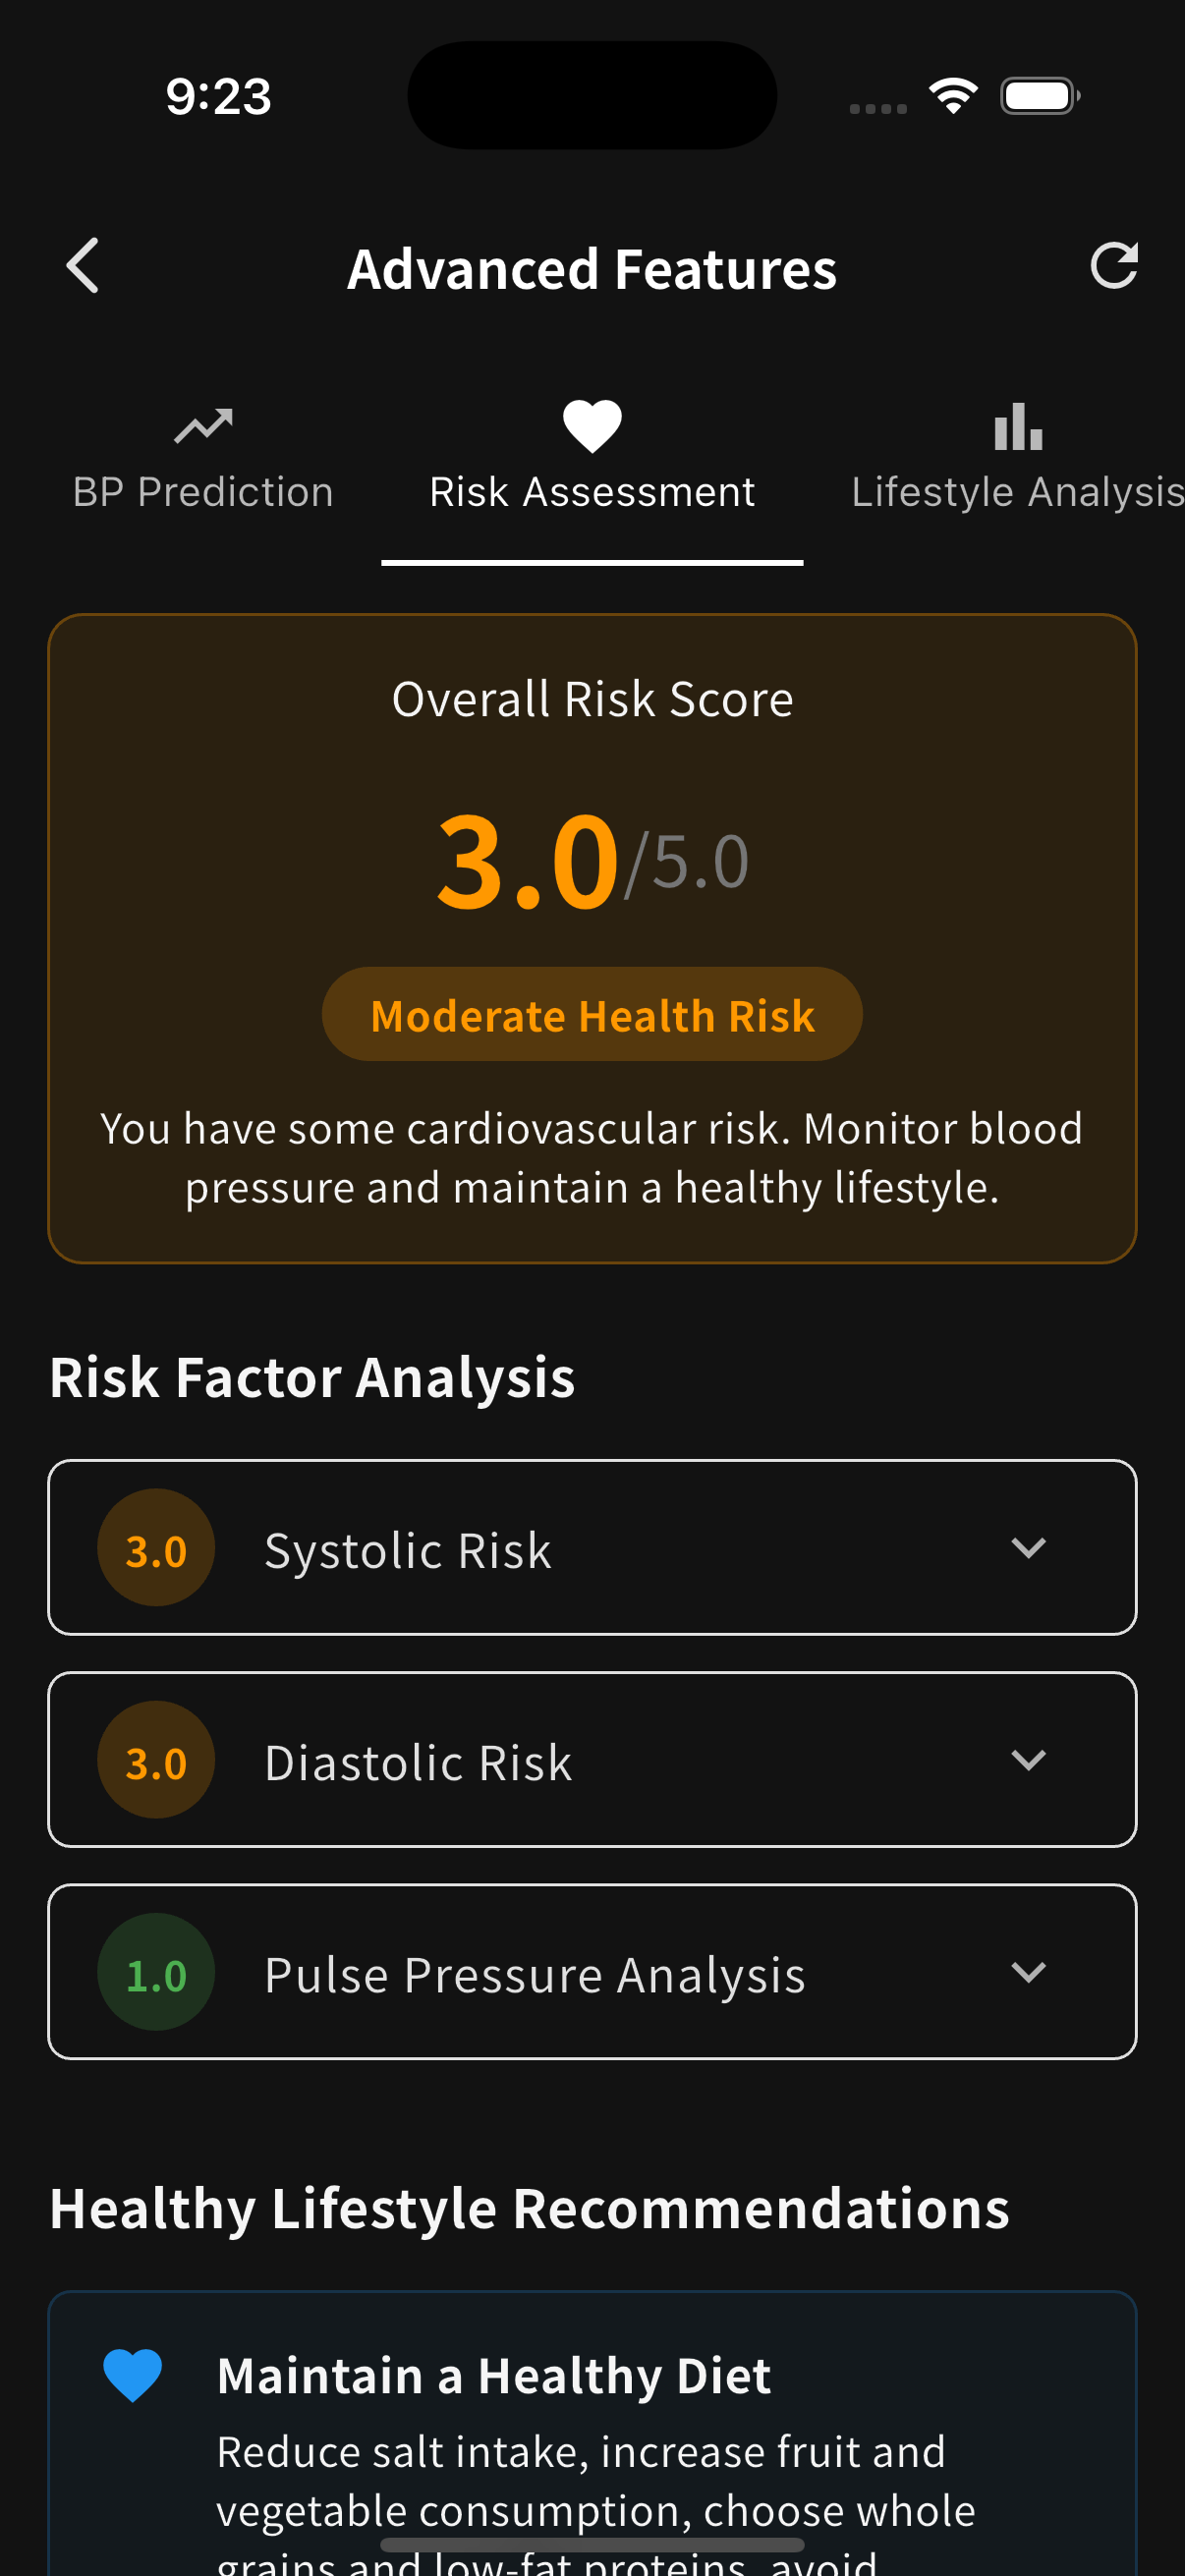 9:23
Advanced Features
BP Prediction
Risk Assessment
Lifestyle Analysis
Overall Risk Score
3.0/5.0
Moderate Health Risk
You have some cardiovascular risk. Monitor blood
pressure and maintain a healthy lifestyle.
Risk Factor Analysis
3.0 Systolic Risk
3.0 Diastolic Risk
1.0 Pulse Pressure Analysis
Healthy Lifestyle Recommendations
Maintain a Healthy Diet
Reduce salt intake, increase fruit and
vegetable consumption, choose whole
grains and low-fat proteins, avoid